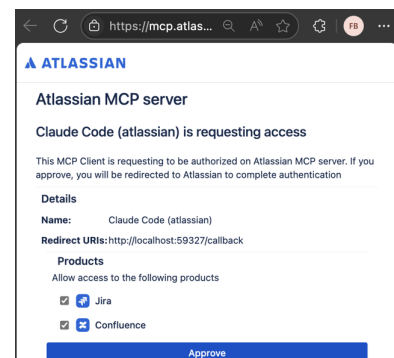 https://mcp.atlas...
FB
ATLASSIAN
Atlassian MCP server
Claude Code (atlassian) is requesting access
This MCP Client is requesting to be authorized on Atlassian MCP server. If you
approve, you will be redirected to Atlassian to complete authentication
Details
Name: Claude Code (atlassian)
Redirect URIs: http://localhost:59327/callback
Products
Allow access to the following products
Jira
Confluence
Approve